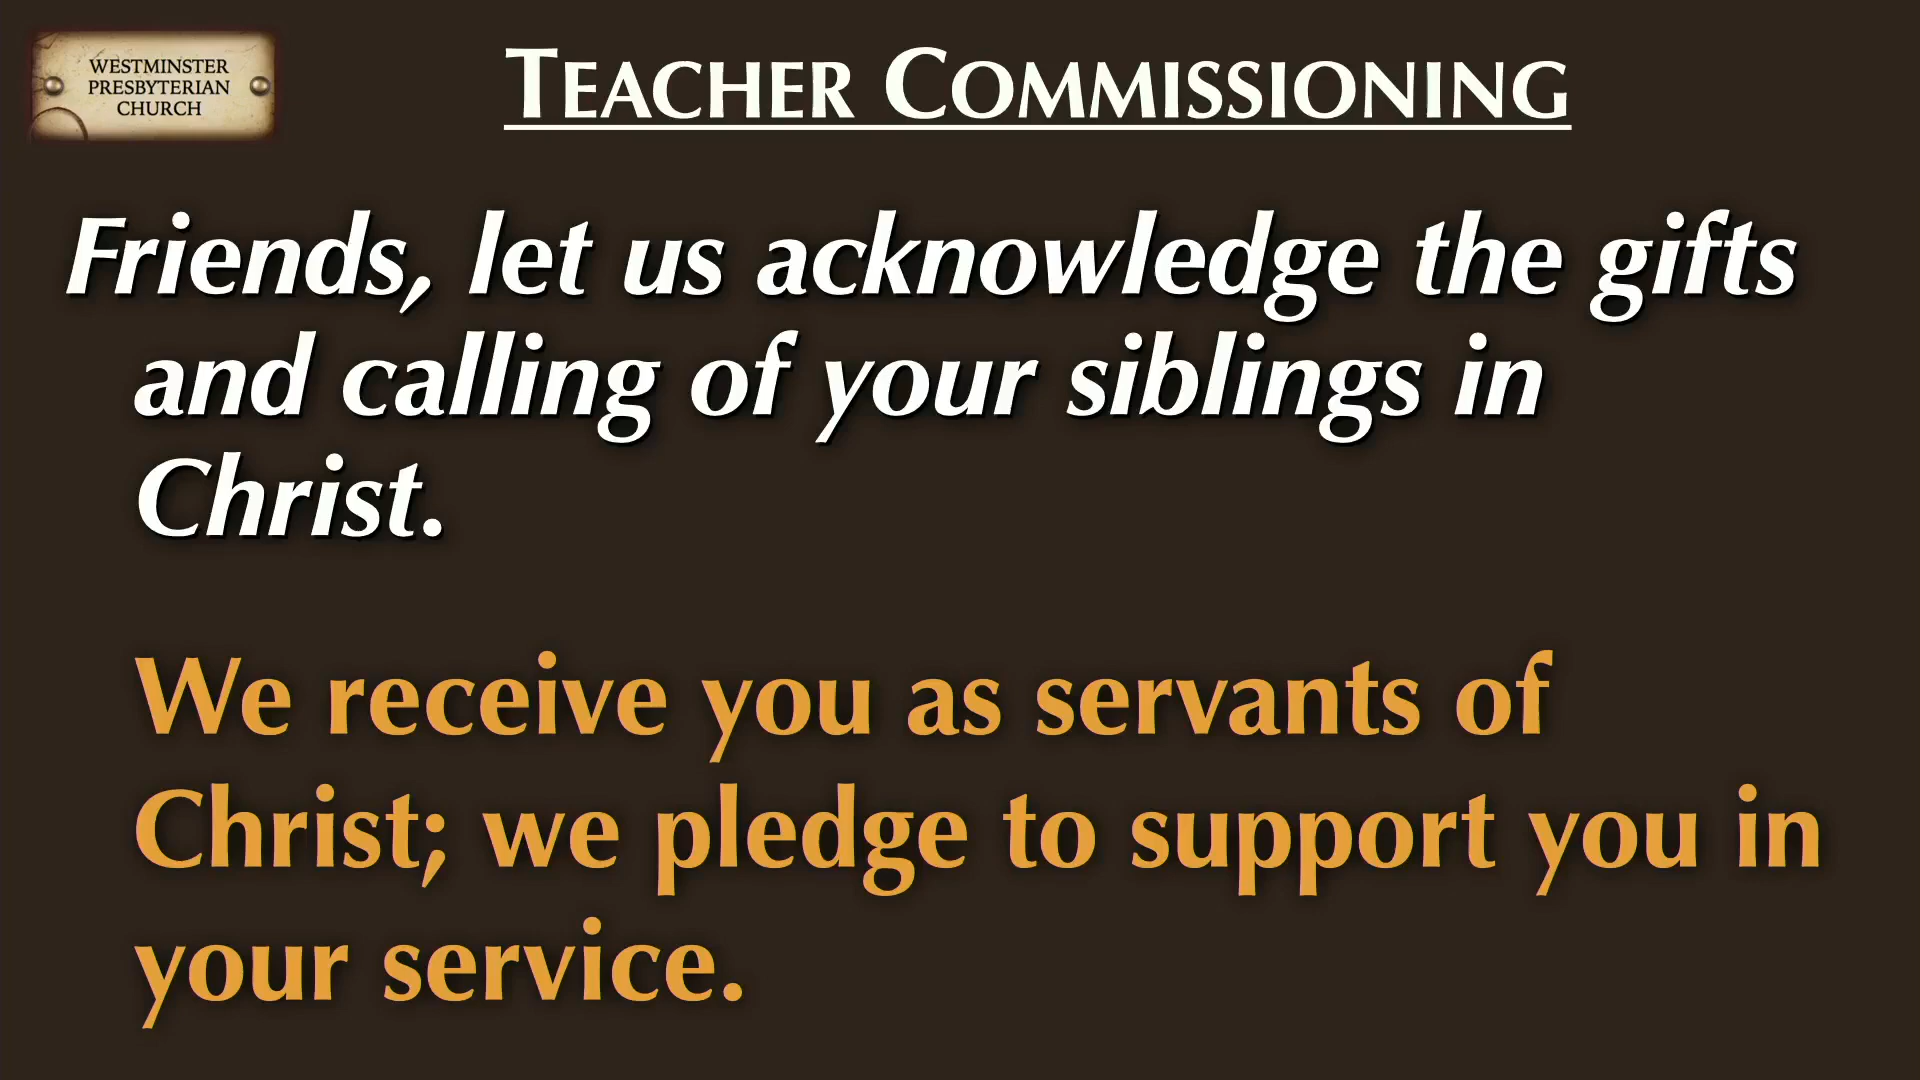 WESTMINSTER
PRESBYTERIAN
CHURCH
TEACHER COMMISSIONING
Friends, let us acknowledge the gifts
and calling of your siblings in
Christ.
We receive you as servants of
Christ; we pledge to support you in
your service.